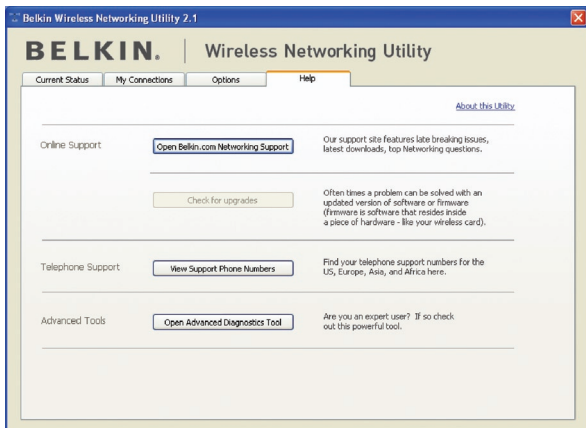 Belkin Wireless Networking Utility 2.1
BELKIN. | Wireless Networking Utility
Current Status My Connections Options Help
About this Utility
Online Support
Open Belkin.com Networking Support
Our support site features late breaking issues,
latest downloads, top Networking questions.
Check for upgrades
Often times a problem can be solved with an
updated version of software or firmware
(firmware is software that resides inside
a piece of hardware - like your wireless card).
Telephone Support
View Support Phone Numbers
Find your telephone support numbers for the
US, Europe, Asia, and Africa here.
Advanced Tools
Open Advanced Diagnostics Tool
Are you an expert user? If so check
out this powerful tool.